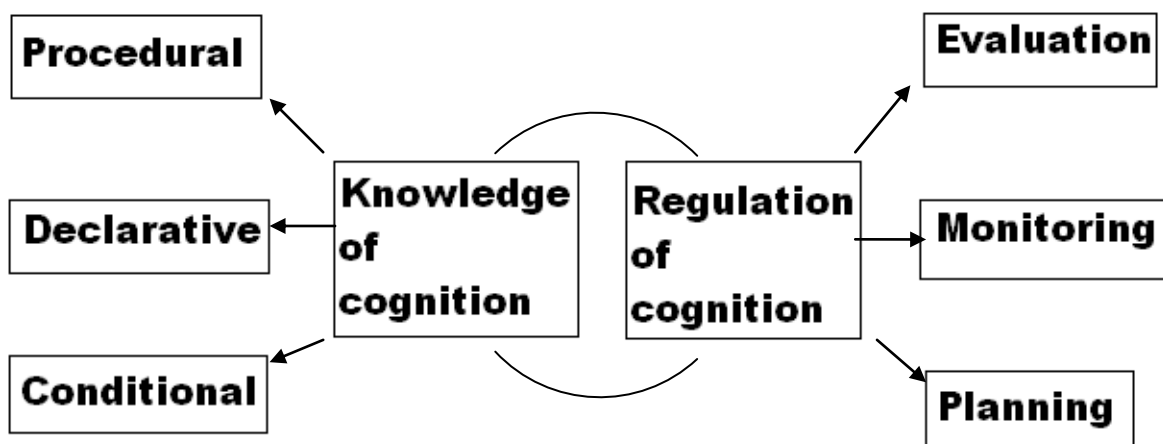 Procedural
Declarative
Conditional
Knowledge
of
cognition
Regulation
of
cognition
Evaluation
Monitoring
Planning